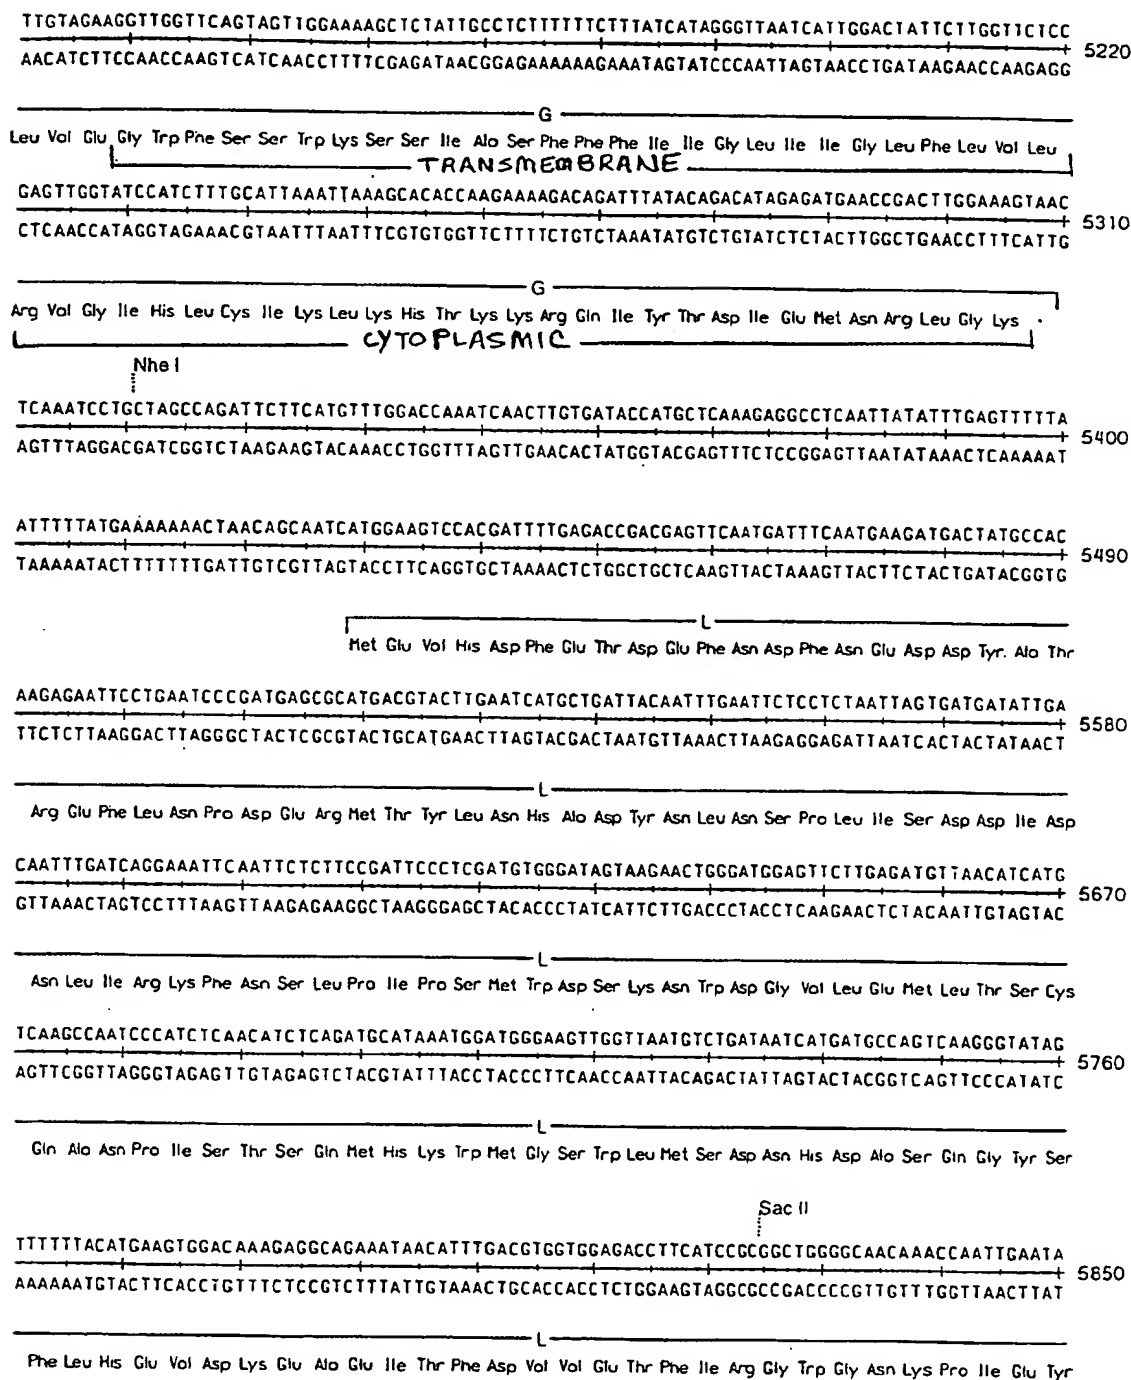 TTGTAGAAGGTTGGTTCAGTAGTTGGAAAAGCTCTATTGCCTCTTTTTTCTTTATCATAGGGTTAATCATTGGACTATTCTTGGTTCTCC
5220
AACATCTTCCAACCAAGTCATCAACCTTTTCGAGATAACGGAGAAAAAAGAAATAGTATCCCAATTAGTAACCTGATAAGAACCAAGAGG
G
Leu Val Glu Gly Trp Phe Ser Ser Trp Lys Ser Ser Ile Ala Ser Phe Phe Phe Ile Ile Gly Leu Ile Ile Gly Leu Phe Leu Val Leu
TRANSMEMBRANE
GAGTTGGTATCCATCTTTGCATTAAATTAAAGCACACCAAGAAAAGACAGATTTATACAGACATAGAGATGAACCGACTTGGAAAGTAAC
5310
CTCAACCATAGGTAGAAACGTAATTTAATTTCGTGTGGTTCTTTTCTGTCTAAATATGTCTGTATCTCTACTTGGCTGAACCTTTCATTG
G
Arg Val Gly Ile His Leu Cys Ile Lys Leu Lys His Thr Lys Lys Arg Gln Ile Tyr Thr Asp Ile Glu Met Asn Arg Leu Gly Lys .
CYTOPLASMIC
Nhe I
TCAAATCCTGCTAGCCAGATTCTTCATGTTTGGACCAAATCAACTTGTGATACCATGCTCAAAGAGGCCTCAATTATATTTGAGTTTTTA
5400
AGTTTAGGACGATCGGTCTAAGAAGTACAAACCTGGTTTAGTTGAACACTATGGTACGAGTTTCTCCGGAGTTAATATAAACTCAAAAAT
ATTTTTATGAAAAAAACTAACAGCAATCATGGAAGTCCACGATTTTGAGACCGACGAGTTCAATGATTTCAATGAAGATGACTATGCCAC
5490
TAAAAATACTTTTTTTGATTGTCGTTAGTACCTTCAGGTGCTAAAACTCTGGCTGCTCAAGTTACTAAAGTTACTTCTACTGATACGGTG
L
Met Glu Val His Asp Phe Glu Thr Asp Glu Phe Asn Asp Phe Asn Glu Asp Asp Tyr. Ala Thr
AAGAGAATTCCTGAATCCCGATGAGCGCATGACGTACTTGAATCATGCTGATTACAATTTGAATTCTCCTCTAATTAGTGATGATATTGA
5580
TTCTCTTAAGGACTTAGGGCTACTCGCGTACTGCATGAACTTAGTACGACTAATGTTAAACTTAAGAGGAGATTAATCACTACTATAACT
L
Arg Glu Phe Leu Asn Pro Asp Glu Arg Met Thr Tyr Leu Asn His Ala Asp Tyr Asn Leu Asn Ser Pro Leu Ile Ser Asp Asp Ile Asp
CAATTTGATCAGGAAATTCAATTCTCTTCCGATTCCCTCGATGTGGGATAGTAAGAACTGGGATGGAGTTCTTGAGATGTTAACATCATG
5670
GTTAAACTAGTCCTTTAAGTTAAGAGAAGGCTAAGGGAGCTACACCCTATCATTCTTGACCCTACCTCAAGAACTCTACAATTGTAGTAC
L
Asn Leu Ile Arg Lys Phe Asn Ser Leu Pro Ile Pro Ser Met Trp Asp Ser Lys Asn Trp Asp Gly Val Leu Glu Met Leu Thr Ser Cys
TCAAGCCAATCCCATCTCAACATCTCAGATGCATAAATGGATGGGAAGTTGGTTAATGTCTGATAATCATGATGCCAGTCAAGGGTATAG
5760
AGTTCGGTTAGGGTAGAGTTGTAGAGTCTACGTATTTACCTACCCTTCAACCAATTACAGACTATTAGTACTACGGTCAGTTCCCATATC
L
Gln Ala Asn Pro Ile Ser Thr Ser Gln Met His Lys Trp Met Gly Ser Trp Leu Met Ser Asp Asn His Asp Ala Ser Gln Gly Tyr Ser
Sac II
TTTTTTACATGAAGTGGACAAAGAGGCAGAAATAACATTTGACGTGGTGGAGACCTTCATCCGCGGCTGGGGCAACAAACCAATTGAATA
5850
AAAAAATGTACTTCACCTGTTTCTCCGTCTTTATTGTAAACTGCACCACCTCTGGAAGTAGGCGCCGACCCCGTTGTTTGGTTAACTTAT
L
Phe Leu His Glu Val Asp Lys Glu Ala Glu Ile Thr Phe Asp Val Val Glu Thr Phe Ile Arg Gly Trp Gly Asn Lys Pro Ile Glu Tyr